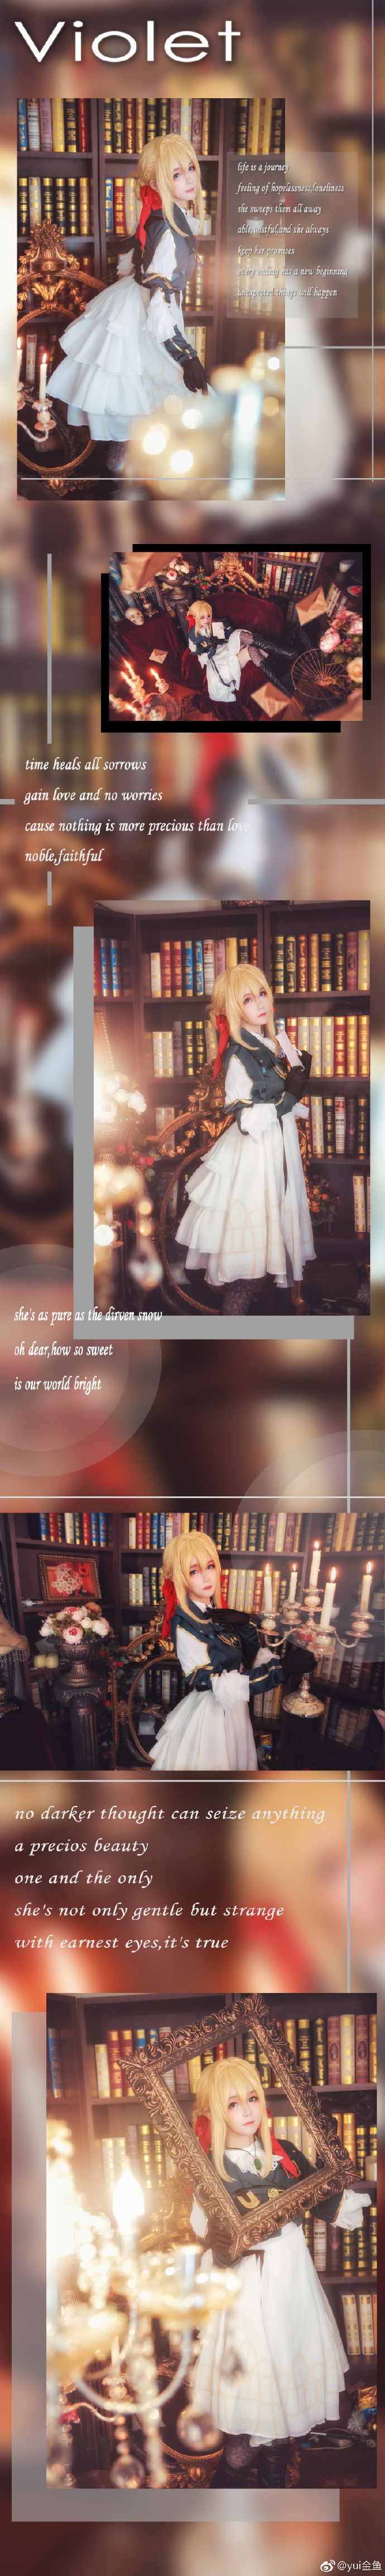 Violet
life is a journey
feeling of hopelessness,loneliness
she sweeps them all away
able,wistful,and she always
keep her promises
every ending has a new beginning
unexpected things will happen
time heals all sorrows
gain love and no worries
cause nothing is more precious than love
noble,faithful
she's as pure as the dirven snow
oh dear,how so sweet
is our world bright
no darker thought can seize anything
a precios beauty
one and the only
she's not only gentle but strange
with earnest eyes,it's true
@yui金鱼